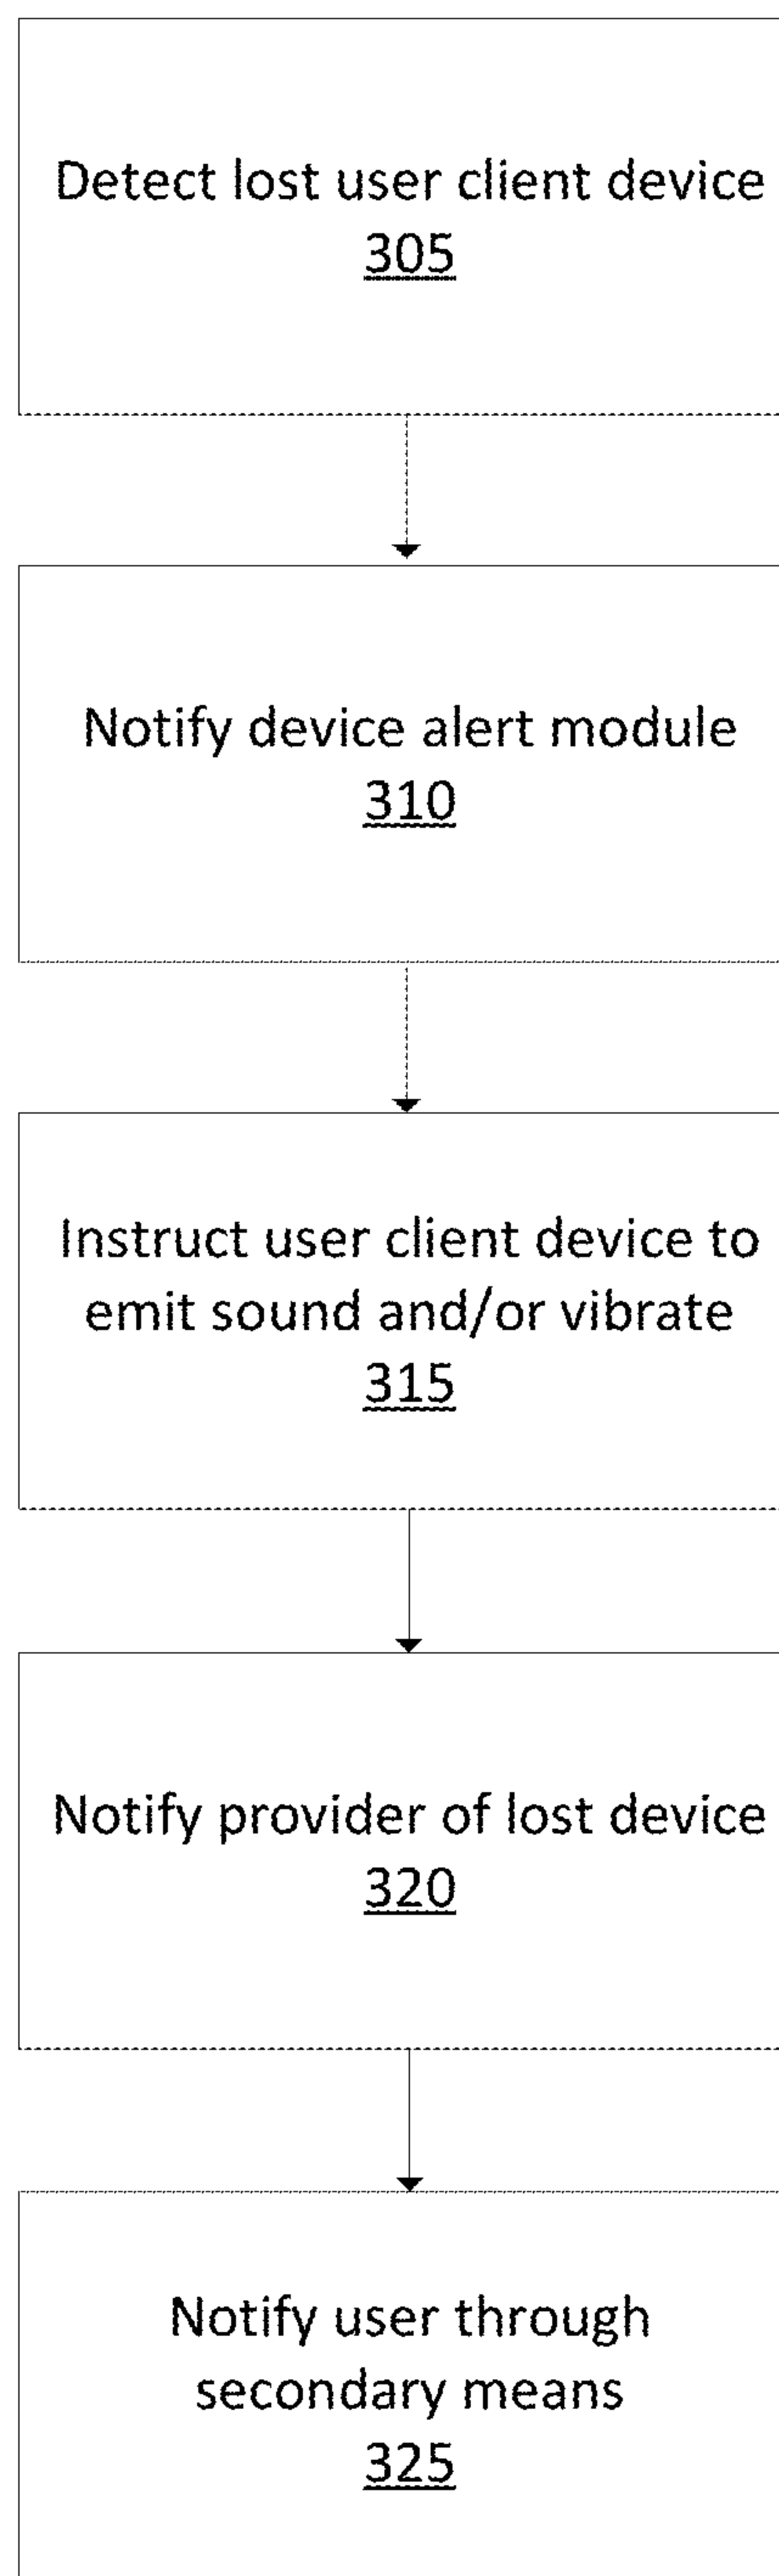 Detect lost user client device
305
Notify device alert module
310
Instruct user client device to
emit sound and/or vibrate
315
Notify provider of lost device
320
Notify user through
secondary means
325